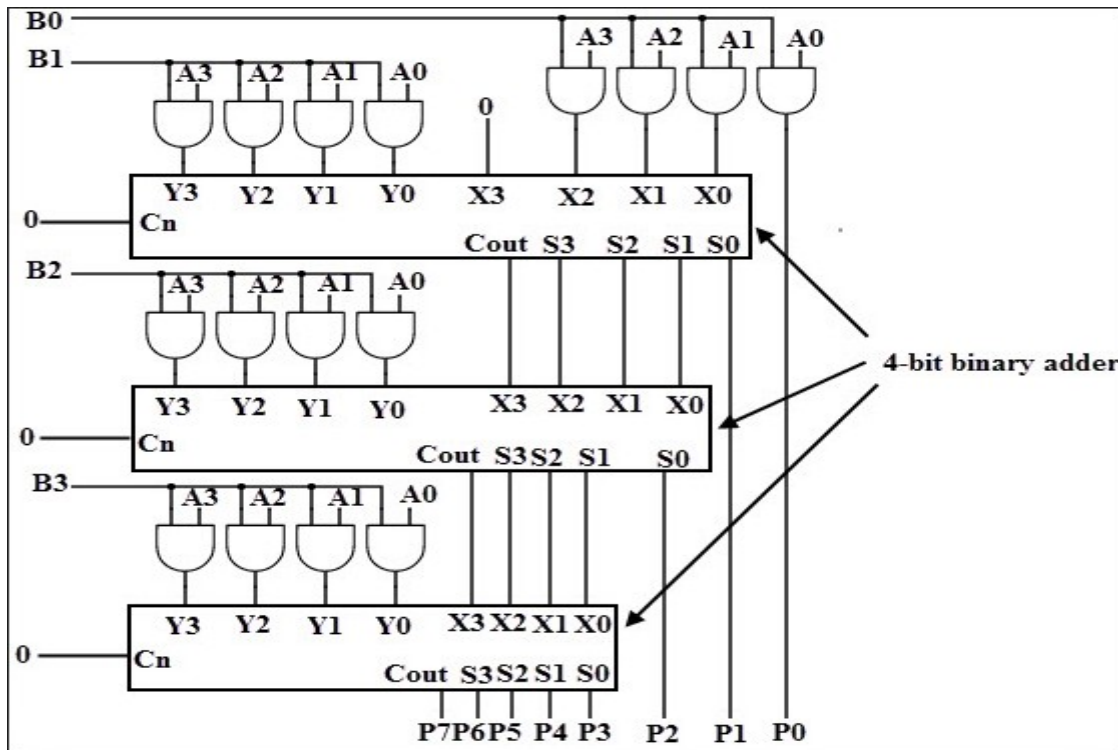 B0
A3 A2 A1 A0
B1
A3 A2 A1 A0
0
Y3 Y2 Y1 Y0 X3 X2 X1 X0
0 Cn
Cout S3 S2 S1 S0
B2
A3 A2 A1 A0
4-bit binary adder
Y3 Y2 Y1 Y0 X3 X2 X1 X0
0 Cn
Cout S3 S2 S1 S0
B3
A3 A2 A1 A0
Y3 Y2 Y1 Y0 X3 X2 X1 X0
0 Cn
Cout S3 S2 S1 S0
P7 P6 P5 P4 P3 P2 P1 P0